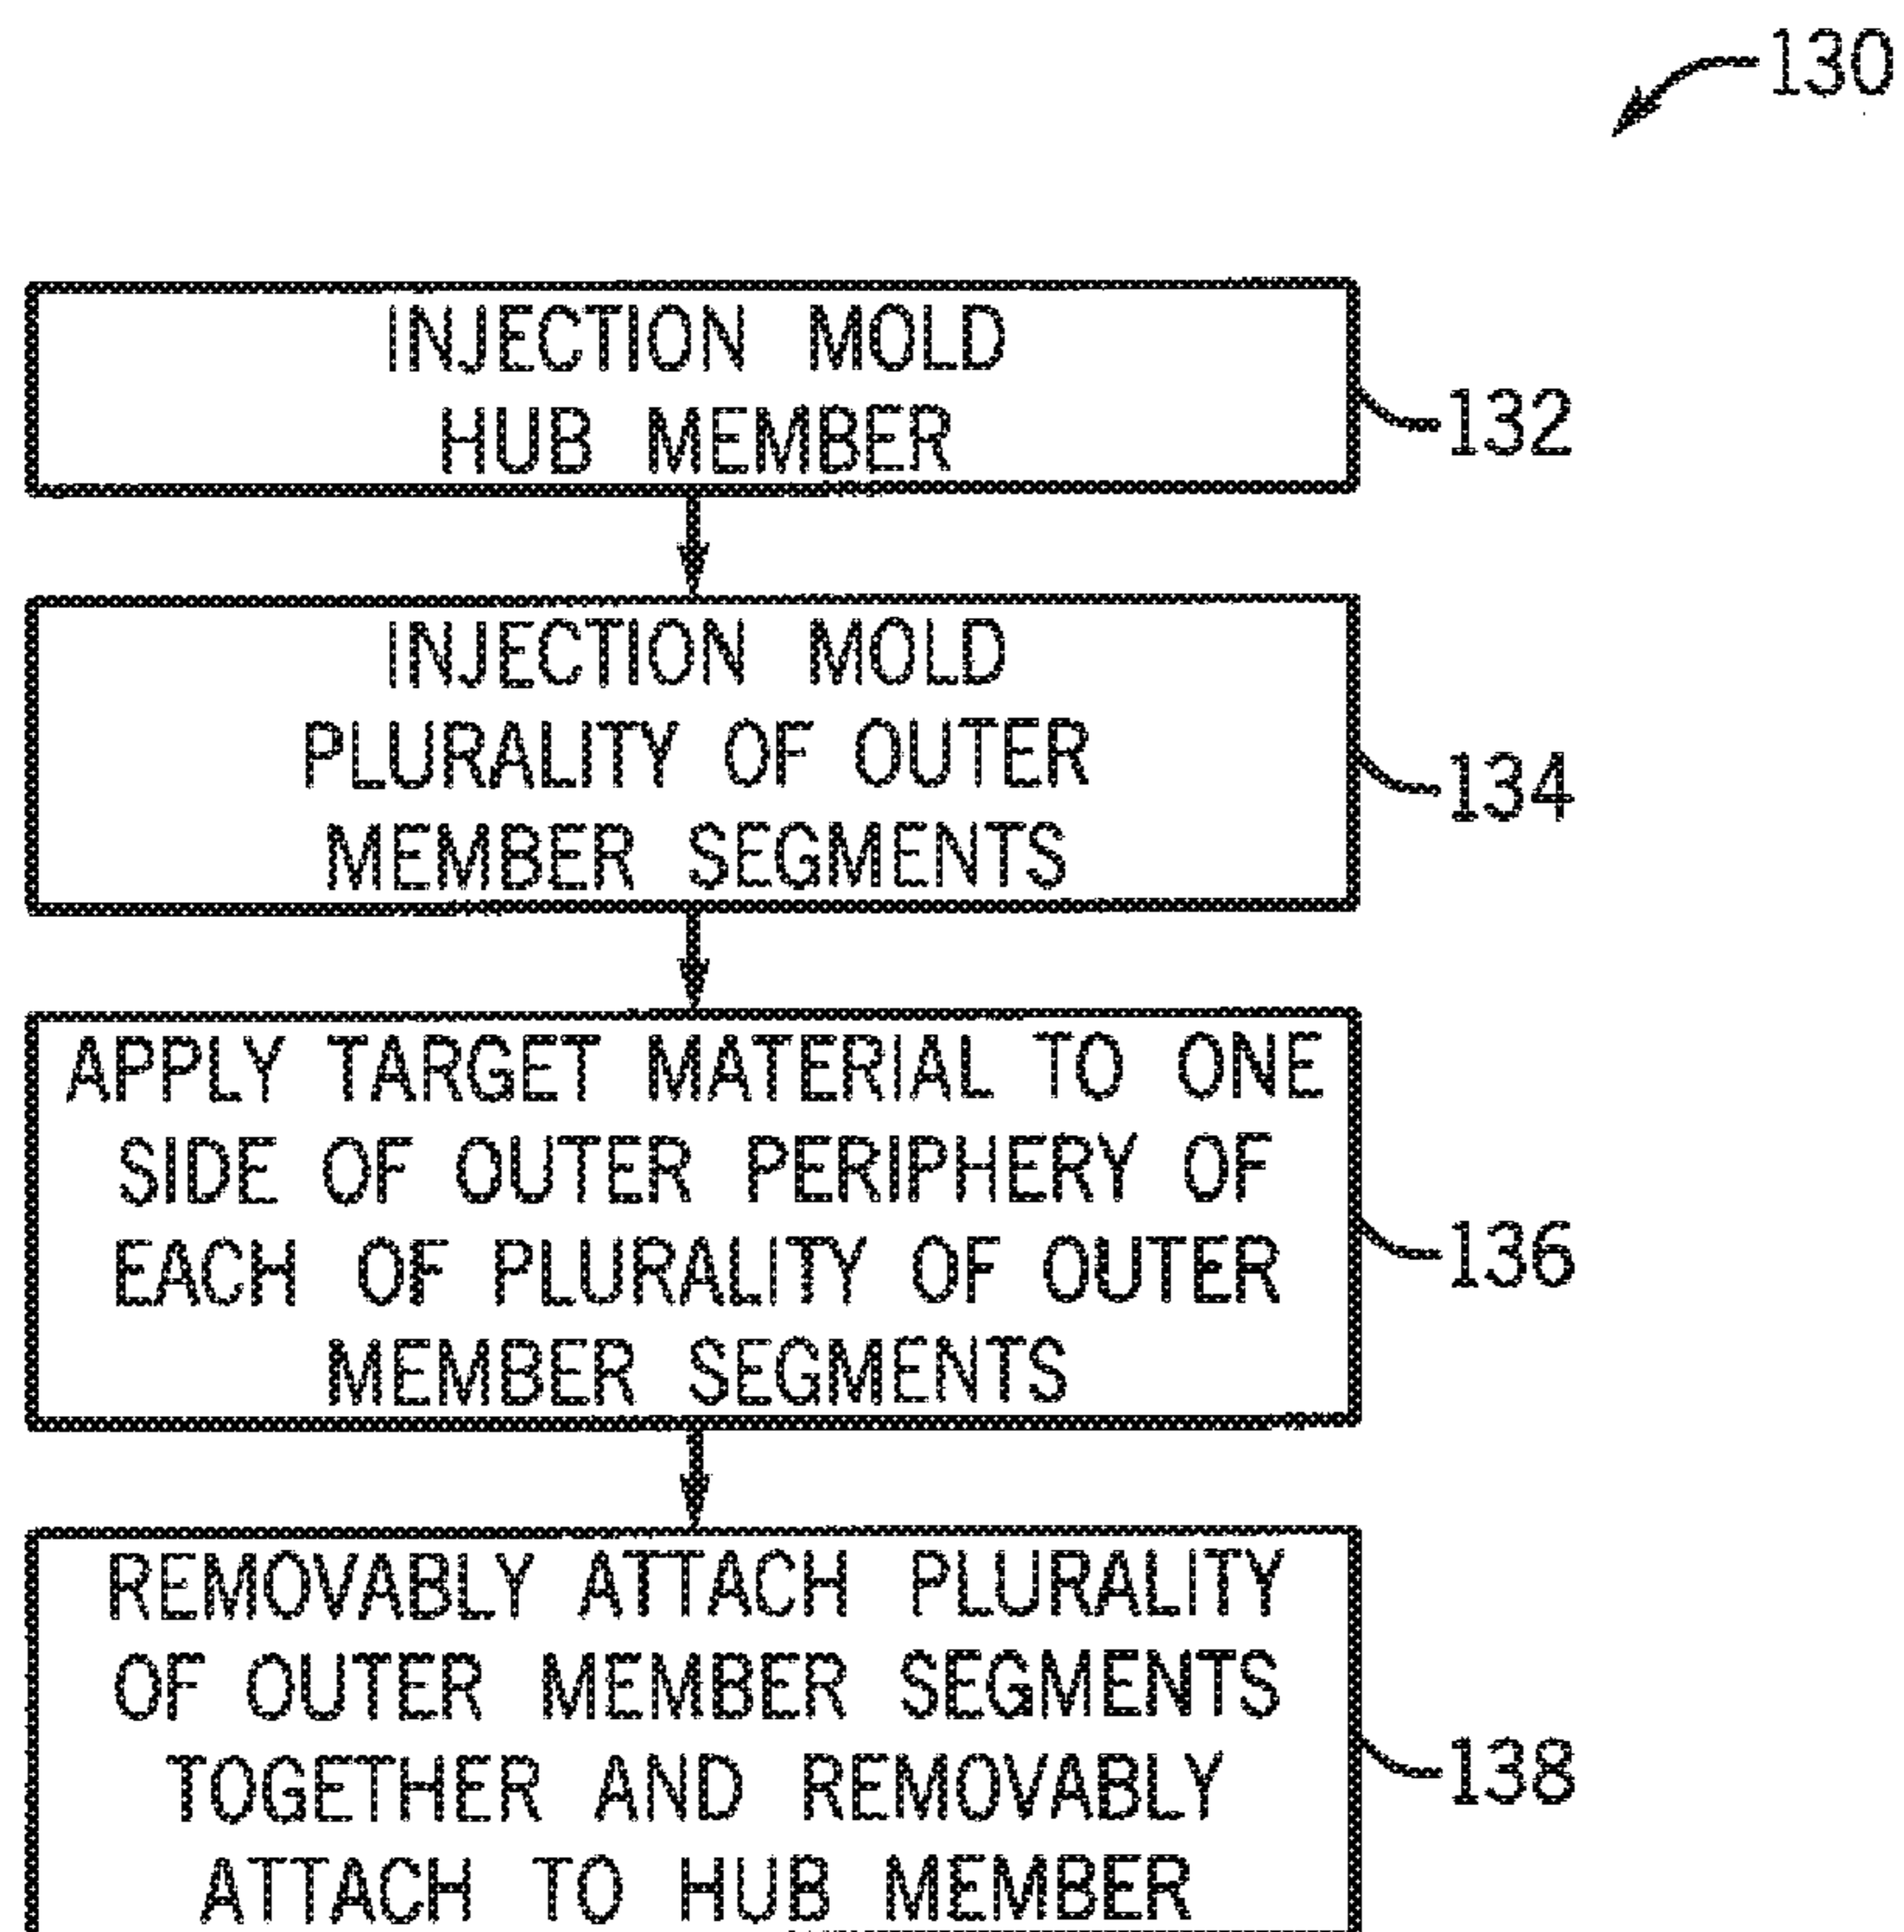 130
INJECTION MOLD
HUB MEMBER
132
INJECTION MOLD
PLURALITY OF OUTER
MEMBER SEGMENTS
134
APPLY TARGET MATERIAL TO ONE
SIDE OF OUTER PERIPHERY OF
EACH OF PLURALITY OF OUTER
MEMBER SEGMENTS
136
REMOVABLY ATTACH PLURALITY
OF OUTER MEMBER SEGMENTS
TOGETHER AND REMOVABLY
ATTACH TO HUB MEMBER
138